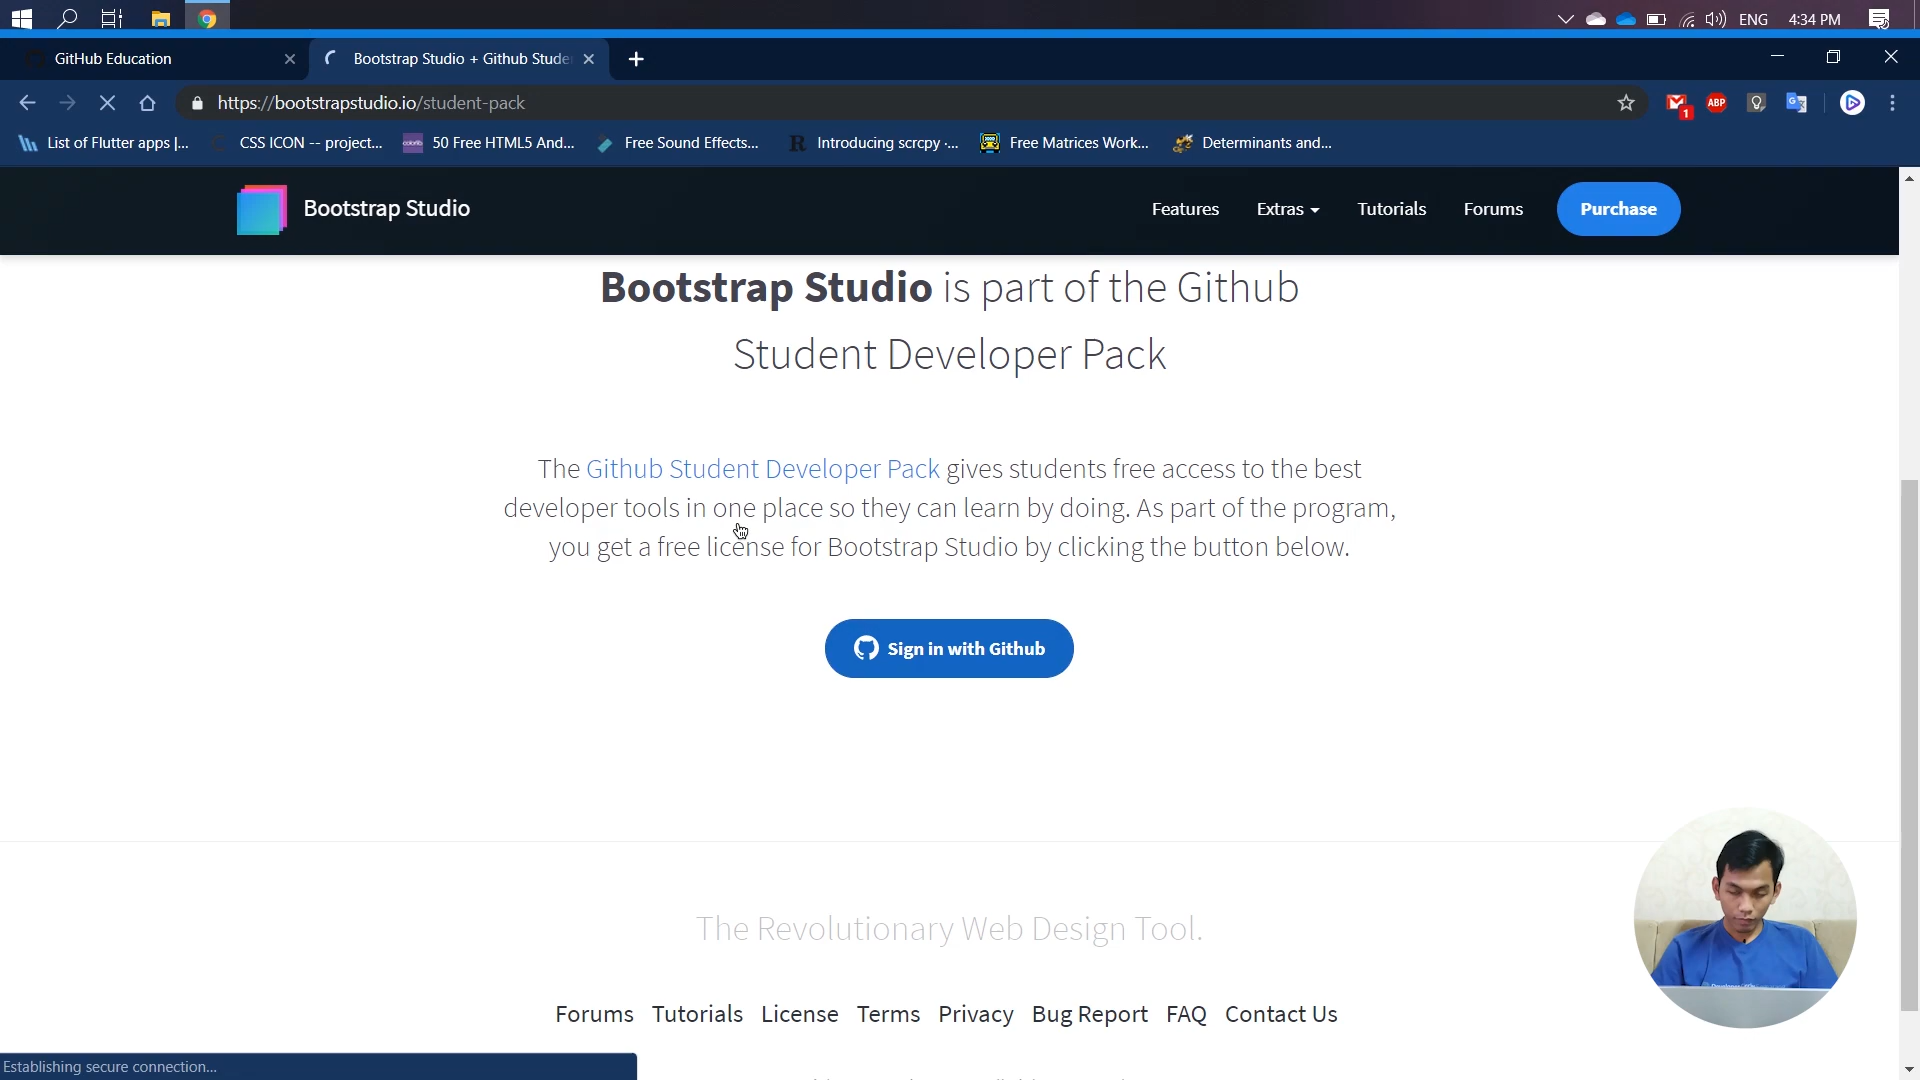 ENG 4:34 PM
GitHub Education
Bootstrap Studio + Github Stude
https://bootstrapstudio.io/student-pack
1
ABP
List of Flutter apps |...
CSS ICON -- project...
colorlib 50 Free HTML5 And...
Free Sound Effects...
R Introducing scrcpy ·...
Free Matrices Work...
Determinants and...
Bootstrap Studio
Features
Extras
Tutorials
Forums
Purchase
Bootstrap Studio is part of the Github
Student Developer Pack
The Github Student Developer Pack gives students free access to the best
developer tools in one place so they can learn by doing. As part of the program,
you get a free license for Bootstrap Studio by clicking the button below.
Sign in with Github
The Revolutionary Web Design Tool.
Forums Tutorials License Terms Privacy Bug Report FAQ Contact Us
Establishing secure connection...